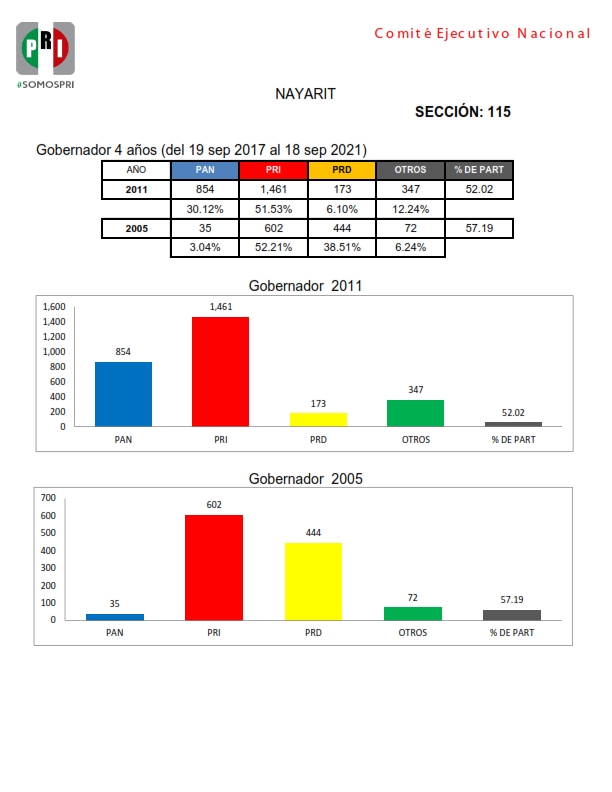 PRI
#SOMOSPRI
Comité Ejecutivo Nacional
NAYARIT
SECCIÓN: 115
Gobernador 4 años (del 19 sep 2017 al 18 sep 2021)
AÑO PAN PRI PRD OTROS % DE PART
2011 854 1,461 173 347 52.02
30.12% 51.53% 6.10% 12.24%
2005 35 602 444 72 57.19
3.04% 52.21% 38.51% 6.24%
Gobernador 2011
1,600
1,400
1,200
1,000
800
600
400
200
0
854
1,461
173
347
52.02
PAN PRI PRD OTROS % DE PART
Gobernador 2005
700
600
500
400
300
200
100
0
35
602
444
72
57.19
PAN PRI PRD OTROS % DE PART